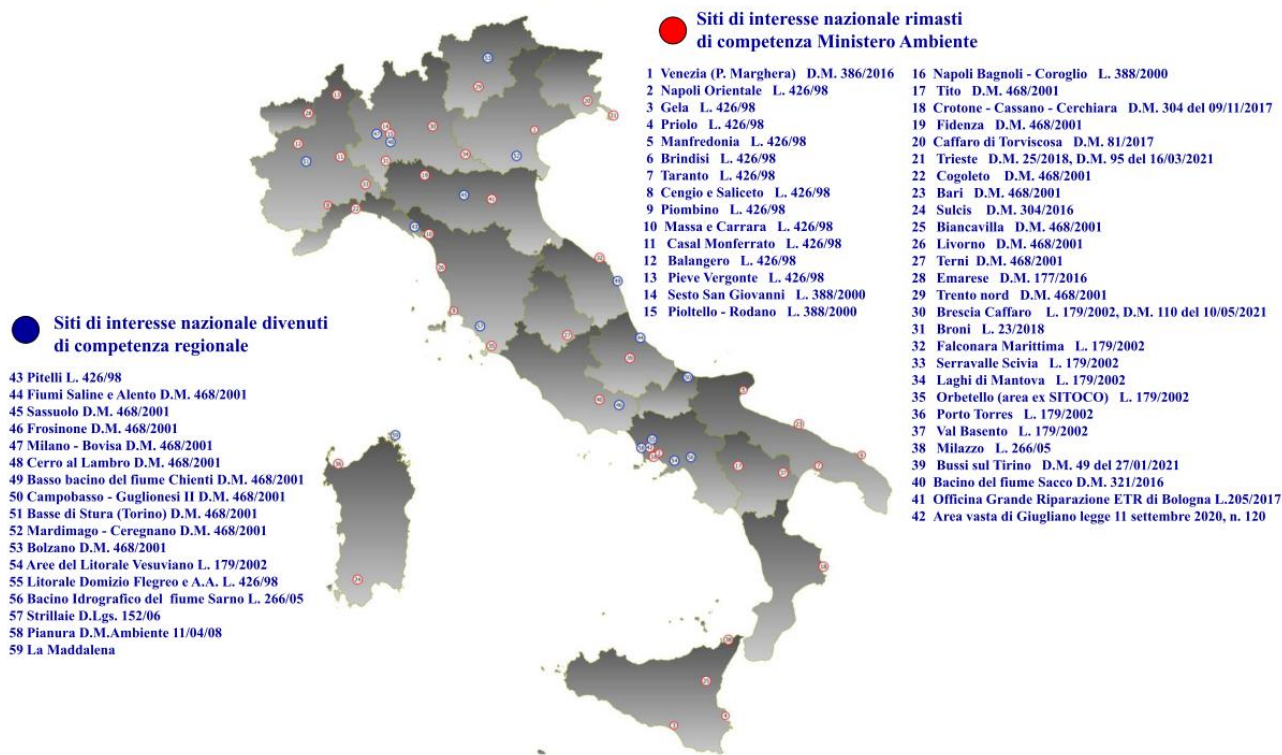 Siti di interesse nazionale rimasti
di competenza Ministero Ambiente
1 Venezia (P. Marghera) D.M. 386/2016
2 Napoli Orientale L. 426/98
3 Gela L. 426/98
4 Priolo L. 426/98
5 Manfredonia L. 426/98
6 Brindisi L. 426/98
7 Taranto L. 426/98
8 Cengio e Saliceto L. 426/98
9 Piombino L. 426/98
10 Massa e Carrara L. 426/98
11 Casal Monferrato L. 426/98
12 Balangero L. 426/98
13 Pieve Vergonte L. 426/98
14 Sesto San Giovanni L. 388/2000
15 Pioltello - Rodano L. 388/2000
16 Napoli Bagnoli - Coroglio L. 388/2000
17 Tito D.M. 468/2001
18 Crotone - Cassano - Cerchiara D.M. 304 del 09/11/2017
19 Fidenza D.M. 468/2001
20 Caffaro di Torviscosa D.M. 81/2017
21 Trieste D.M. 25/2018, D.M. 95 del 16/03/2021
22 Cogoleto D.M. 468/2001
23 Bari D.M. 468/2001
24 Sulcis D.M. 304/2016
25 Biancavilla D.M. 468/2001
26 Livorno D.M. 468/2001
27 Terni D.M. 468/2001
28 Emarese D.M. 177/2016
29 Trento nord D.M. 468/2001
30 Brescia Caffaro L. 179/2002, D.M. 110 del 10/05/2021
31 Broni L. 23/2018
32 Falconara Marittima L. 179/2002
33 Serravalle Scivia L. 179/2002
34 Laghi di Mantova L. 179/2002
35 Orbetello (area ex SITOCO) L. 179/2002
36 Porto Torres L. 179/2002
37 Val Basento L. 179/2002
38 Milazzo L. 266/05
39 Bussi sul Tirino D.M. 49 del 27/01/2021
40 Bacino del fiume Sacco D.M. 321/2016
41 Officina Grande Riparazione ETR di Bologna L.205/2017
42 Area vasta di Giugliano legge 11 settembre 2020, n. 120
Siti di interesse nazionale divenuti
di competenza regionale
43 Pitelli L. 426/98
44 Fiumi Saline e Alento D.M. 468/2001
45 Sassuolo D.M. 468/2001
46 Frosinone D.M. 468/2001
47 Milano - Bovisa D.M. 468/2001
48 Cerro al Lambro D.M. 468/2001
49 Basso bacino del fiume Chienti D.M. 468/2001
50 Campobasso - Guglionesi II D.M. 468/2001
51 Basse di Stura (Torino) D.M. 468/2001
52 Mardimago - Ceregnano D.M. 468/2001
53 Bolzano D.M. 468/2001
54 Aree del Litorale Vesuviano L. 179/2002
55 Litorale Domizio Flegreo e A.A. L. 426/98
56 Bacino Idrografico del fiume Sarno L. 266/05
57 Strillaie D.Lgs. 152/06
58 Pianura D.M.Ambiente 11/04/08
59 La Maddalena